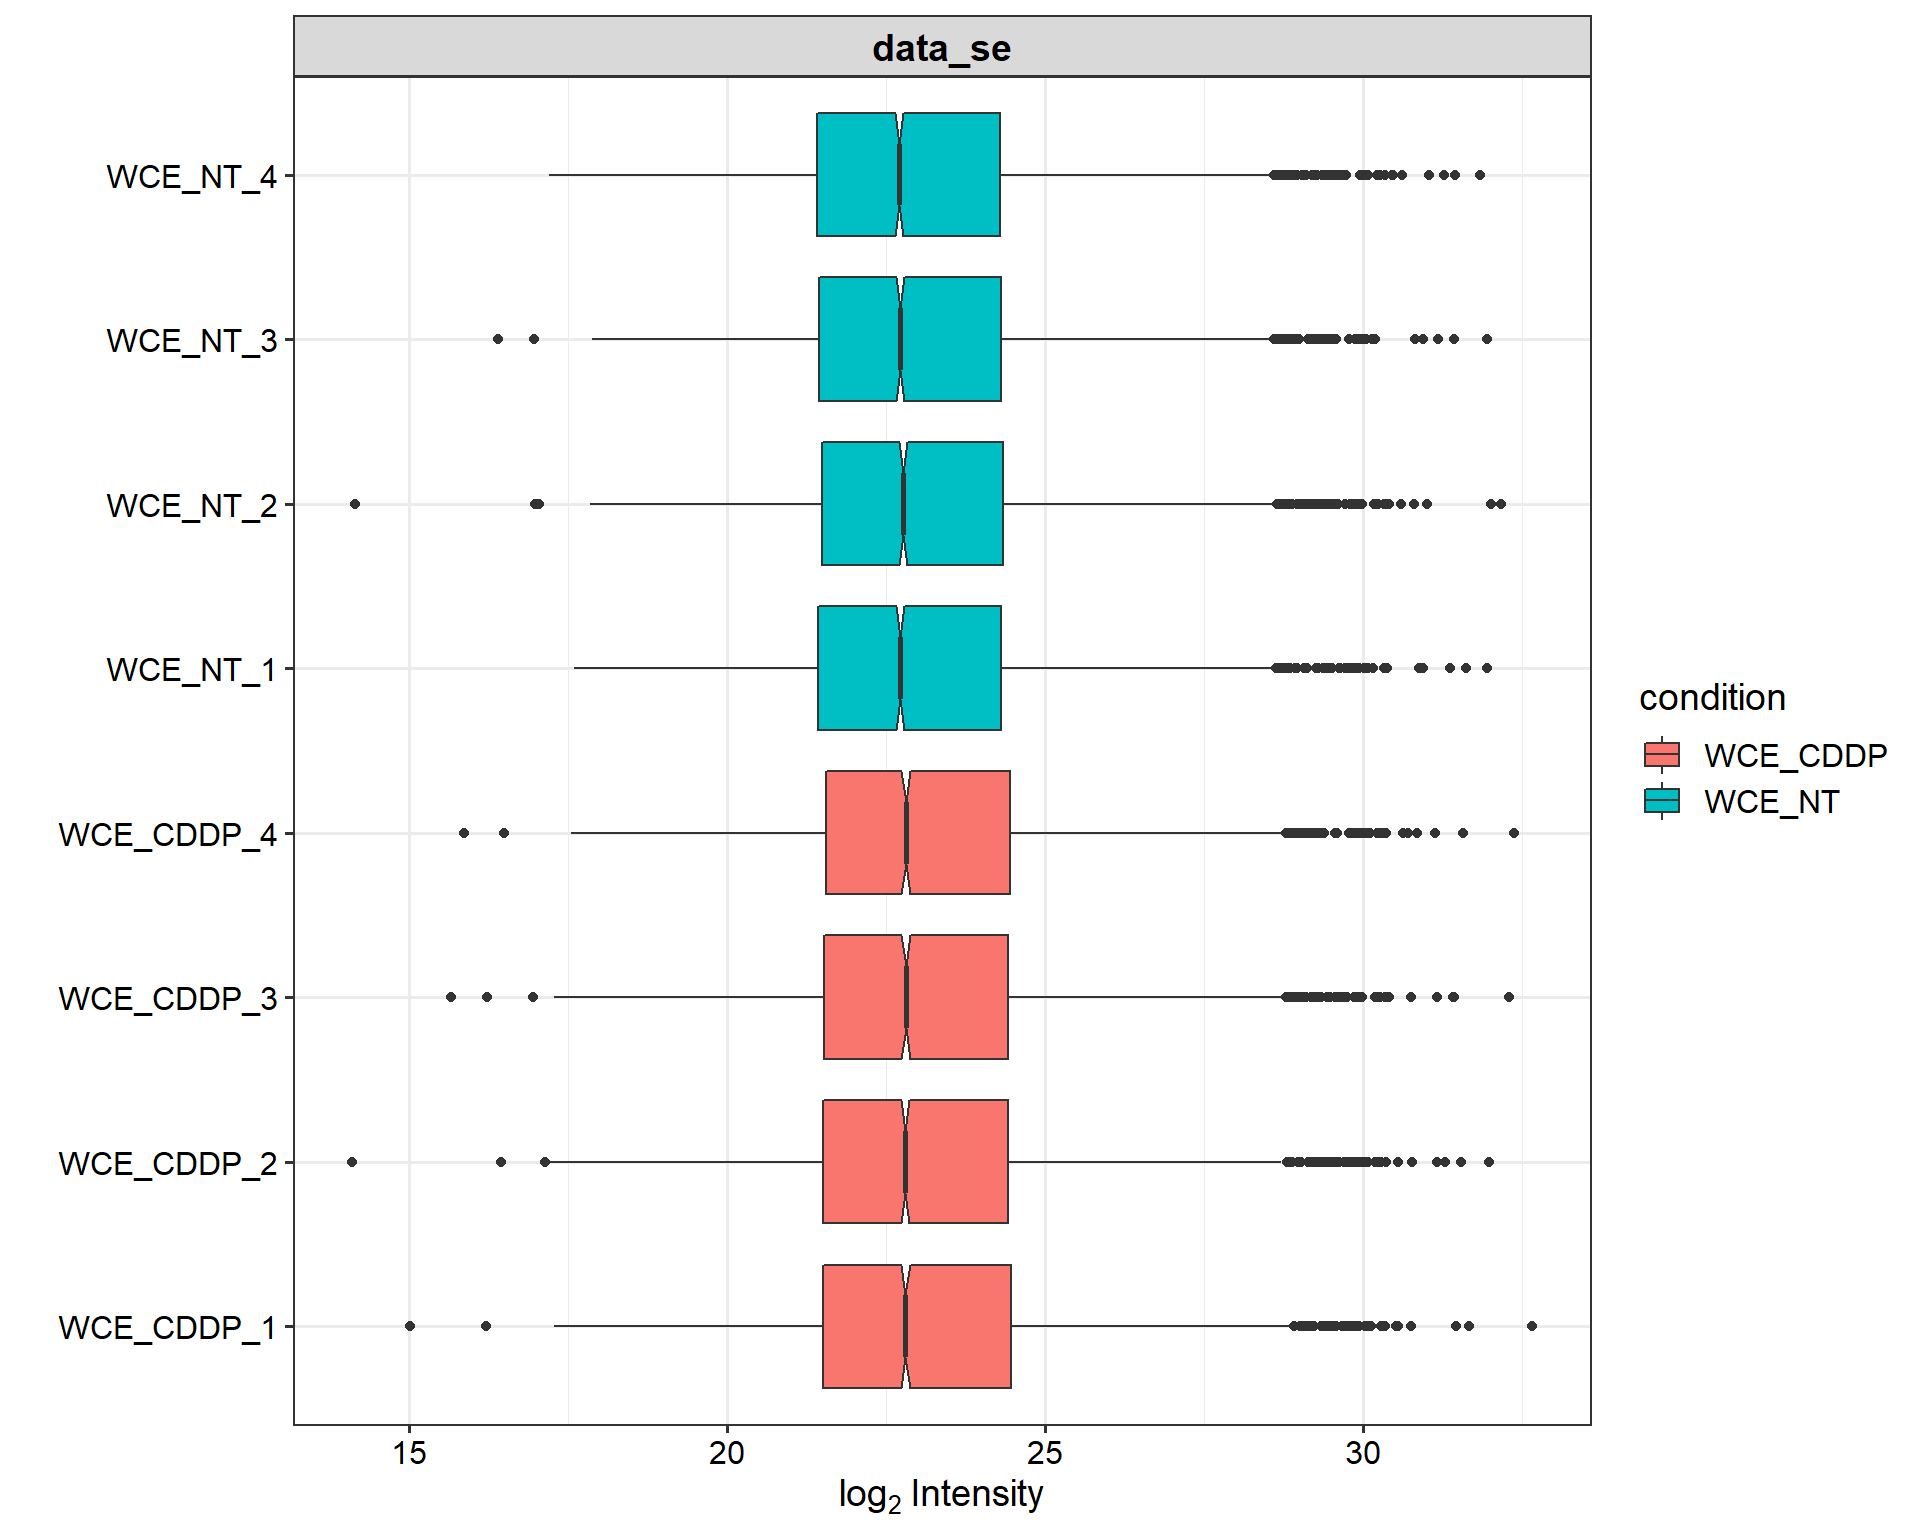 data_se
WCE_NT_4
WCE_NT_3
WCE_NT_2
WCE_NT_1
WCE_CDDP_4
WCE_CDDP_3
WCE_CDDP_2
WCE_CDDP_1
15 20 25 30
log₂ Intensity
condition
WCE_CDDP
WCE_NT